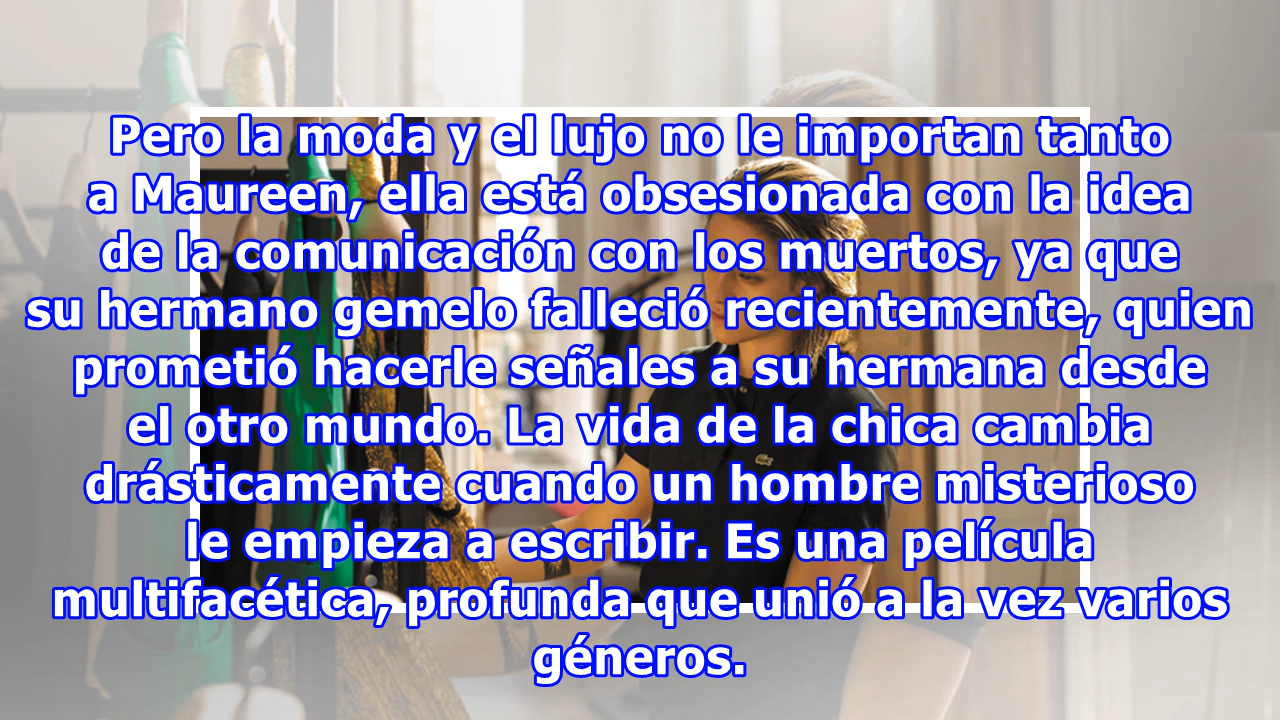 Pero la moda y el lujo no le importan tanto
a Maureen, ella está obsesionada con la idea
de la comunicación con los muertos, ya que
su hermano gemelo falleció recientemente, quien
prometió hacerle señales a su hermana desde
el otro mundo. La vida de la chica cambia
drásticamente cuando un hombre misterioso
le empieza a escribir. Es una película
multifacética, profunda que unió a la vez varios
géneros.